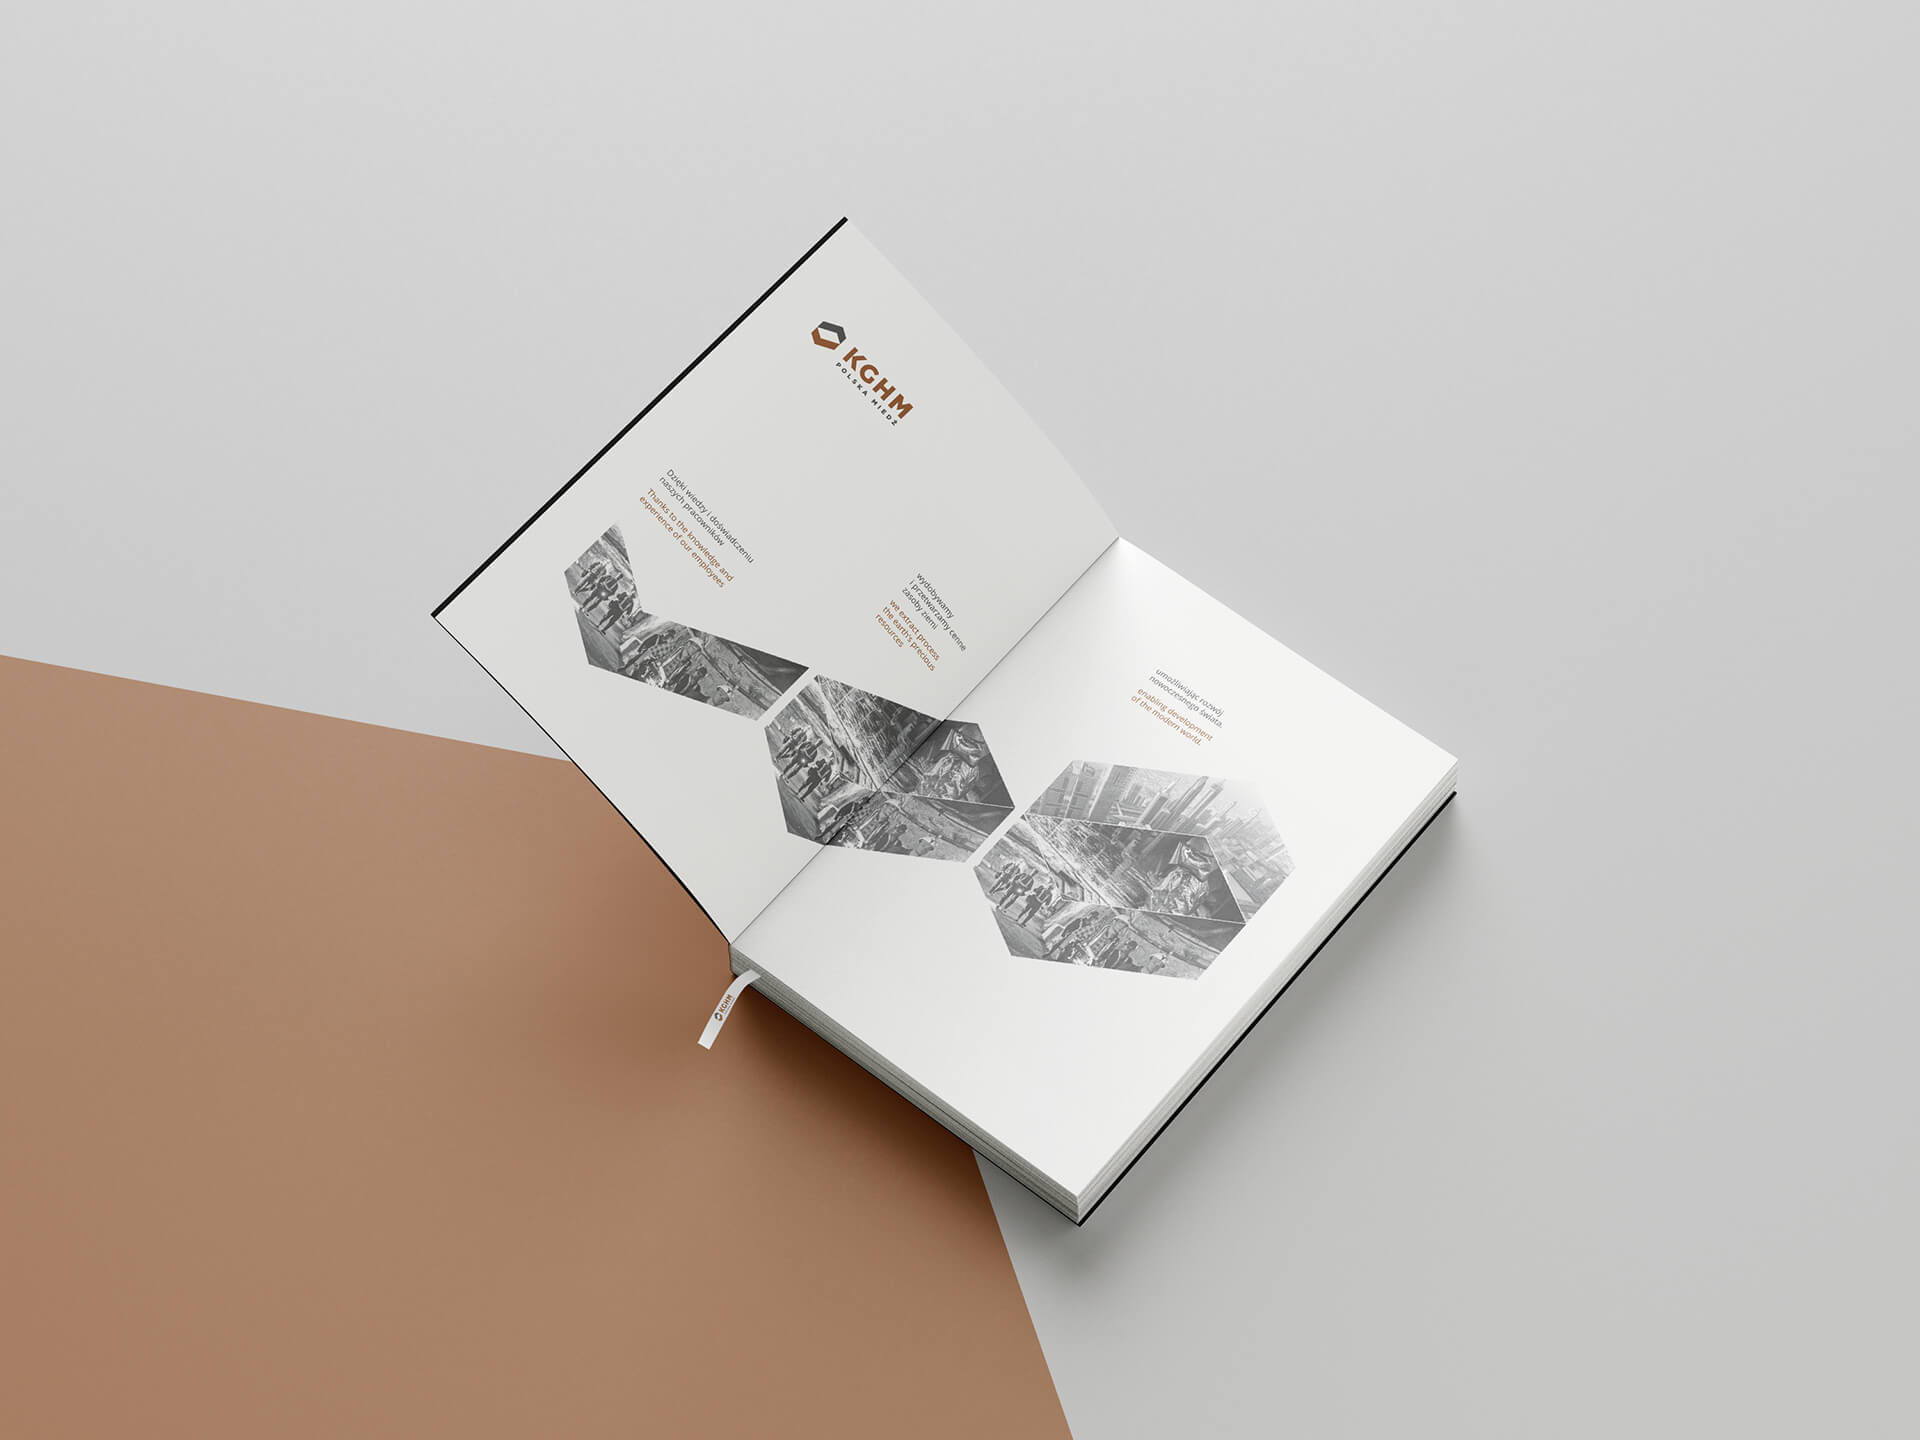 KGHM
POLSKA MIEDŹ
Dzięki wiedzy i doświadczeniu
naszych pracowników
Thanks to the knowledge and
experience of our employees
wydobywamy
i przetwarzamy cenne
zasoby ziemi
we extract process
the earth's precious
resources
umożliwiając rozwój
nowoczesnego świata.
enabling development
of the modern world.
KGHM